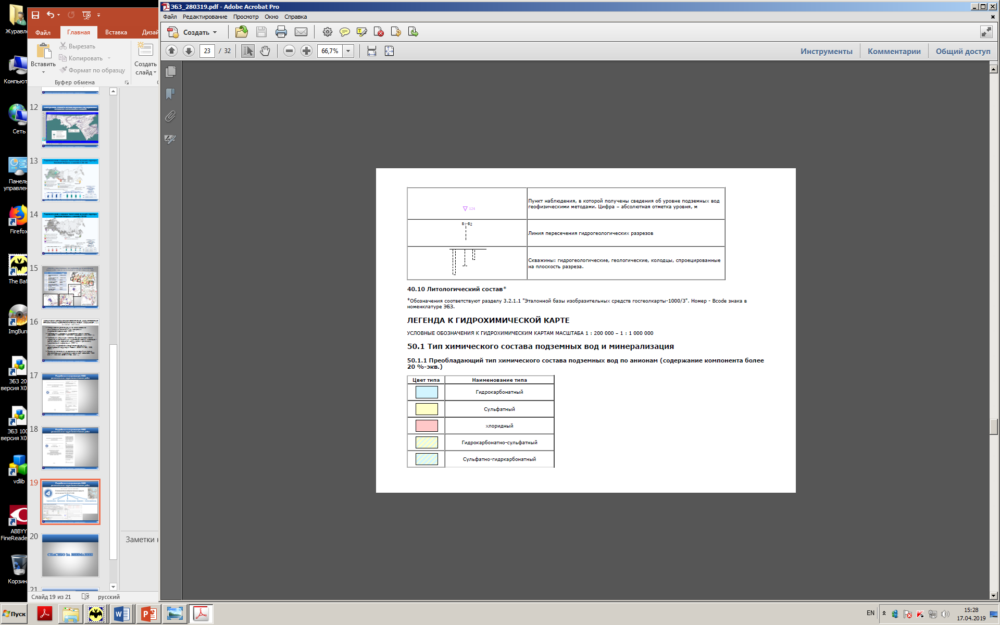 ЭБЗ_280319.pdf - Adobe Acrobat Pro
Файл Редактирование Просмотр Окно Справка
Создать
23 / 32 66,7%
Инструменты Комментарии Общий доступ
Файл Главная Вставка Дизай
Вставить
Вырезать
Копировать
Формат по образцу
Буфер обмена
Создать
слайд
12
13
14
15
16
17
18
19
20
СПАСИБО ЗА ВНИМАНИЕ!
21
Заметки
Слайд 19 из 21 русский
Журавл
Компьют
Сеть
Панель
управлен
Firefox
The Bat
ImgBurn
ЭБЗ 20
версия X0
ЭБЗ 100
версия X0
vdlib
ABBYY
FineReade
Корзин
124
Пункт наблюдения, в которой получены сведения об уровне подземных вод
геофизическими методами. Цифра – абсолютная отметка уровня, м
Б1-Б2
Линия пересечения гидрогеологических разрезов
Скважины: гидрогеологические, геологические, колодцы, спроецированные
на плоскость разреза.
40.10 Литологический состав*
*Обозначения соответствуют разделу 3.2.1.1 "Эталонной базы изобразительных средств госгеолкарты-1000/3". Номер - Bcode знака в
номенклатуре ЭБЗ.
ЛЕГЕНДА К ГИДРОХИМИЧЕСКОЙ КАРТЕ
УСЛОВНЫЕ ОБОЗНАЧЕНИЯ К ГИДРОХИМИЧЕСКИМ КАРТАМ МАСШТАБА 1 : 200 000 – 1 : 1 000 000
50.1 Тип химического состава подземных вод и минерализация
50.1.1 Преобладающий тип химического состава подземных вод по анионам (содержание компонента более
20 %-экв.)
Цвет типа Наименование типа
Гидрокарбонатный
Сульфатный
хлоридный
Гидрокарбонатно-сульфатный
Сульфатно-гидркарбонатный
Пуск
EN
15:28
17.04.2019